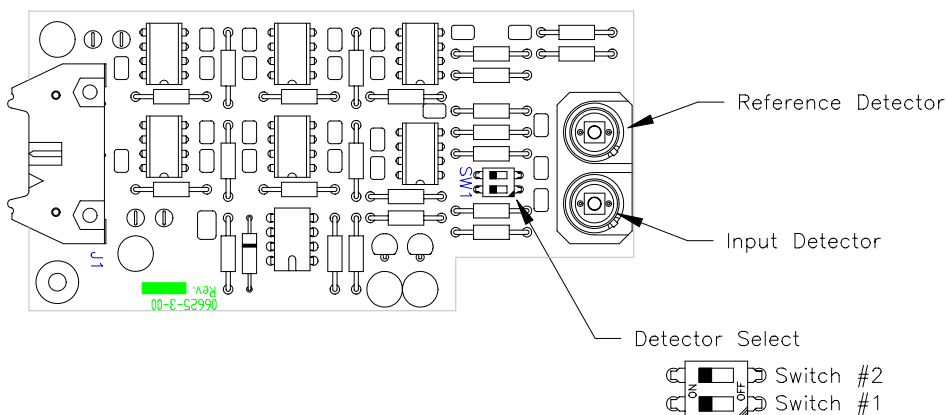 Reference Detector
SW1
Input Detector
J1
Rev.
06625-3-00
Detector Select
ON
OFF
Switch #2
Switch #1